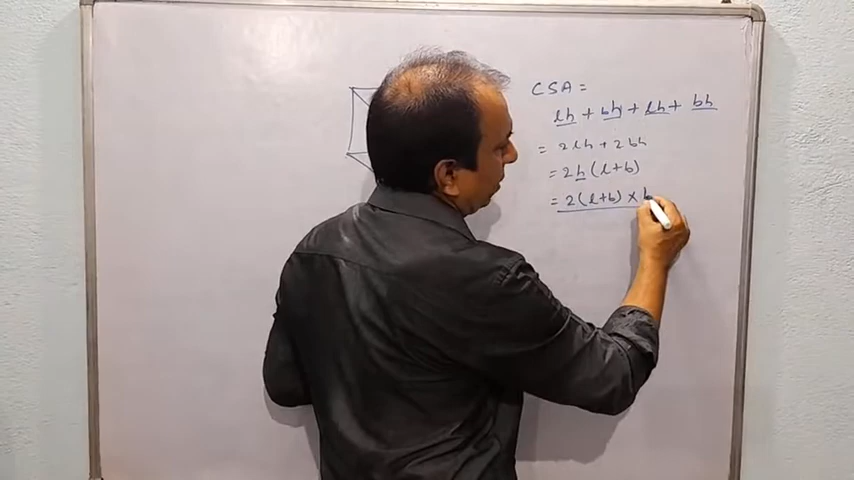 CSA =
lh + bh + lh + bh
= 2lh + 2bh
= 2h(l+b)
= 2(l+b) × h